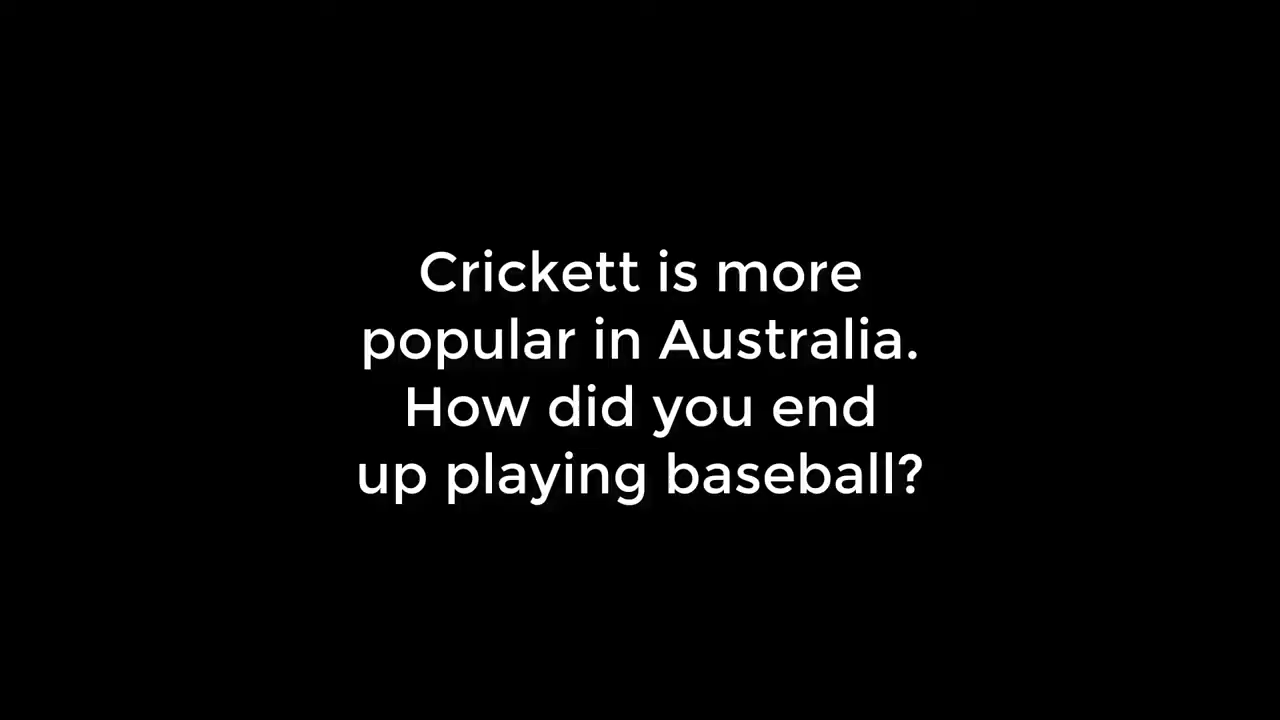 Crickett is more
popular in Australia.
How did you end
up playing baseball?